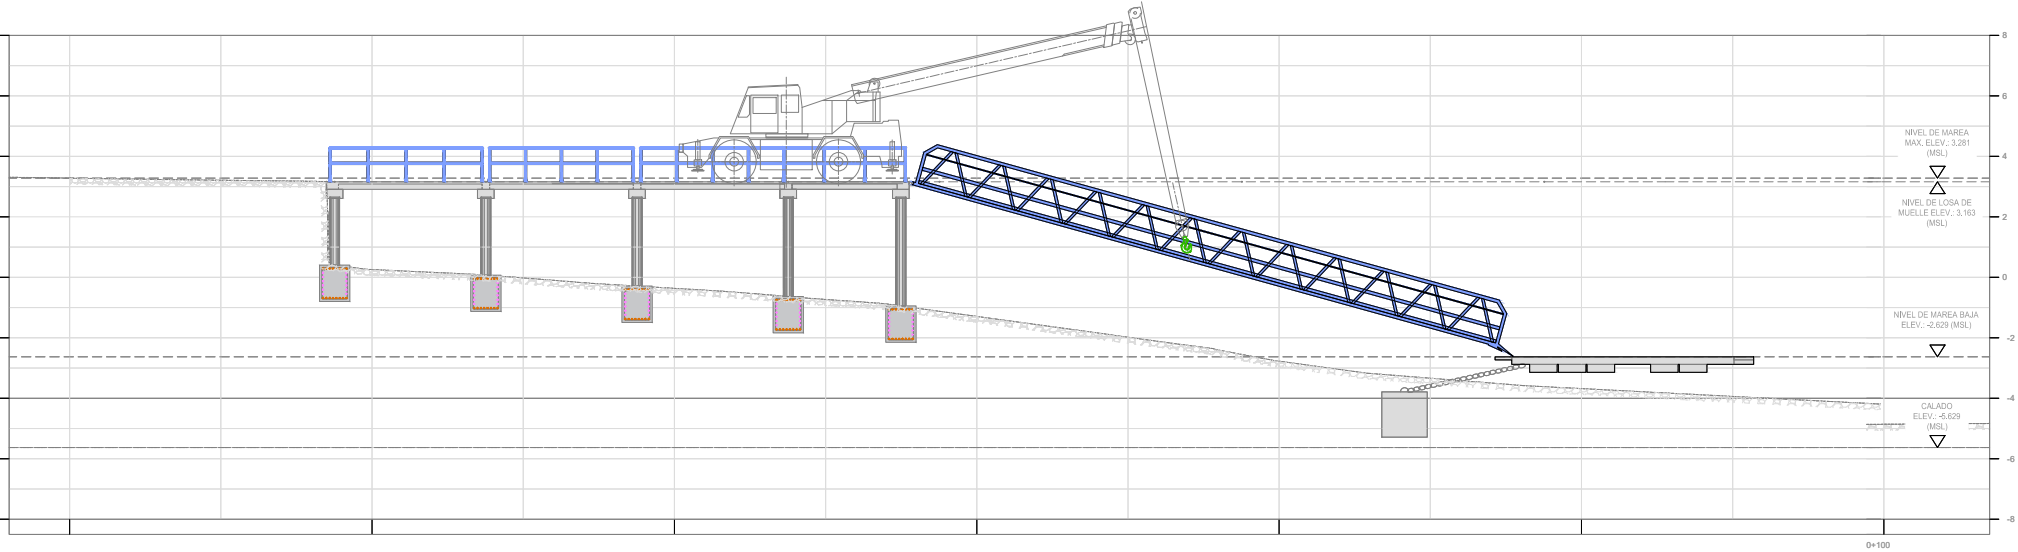 8
6
NIVEL DE MAREA
MAX. ELEV.: 3,281
(MSL)
4
NIVEL DE LOSA DE
MUELLE ELEV.: 3,163
(MSL)
2
0
NIVEL DE MAREA BAJA
ELEV.: -2,629 (MSL)
-2
-4
CALADO
ELEV.: -5,629
(MSL)
-6
-8
0+100